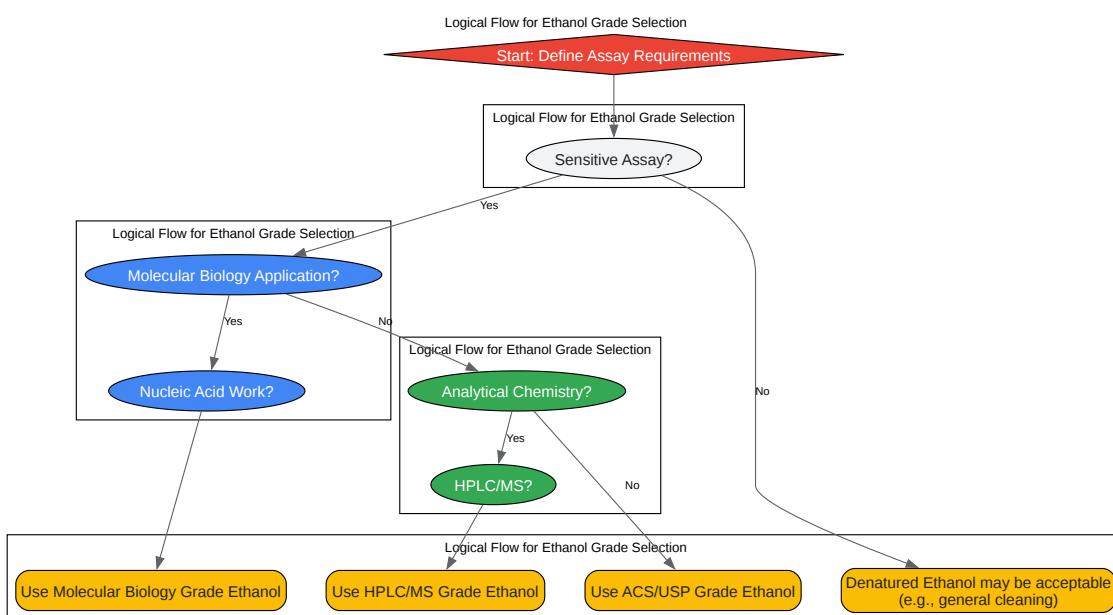 Logical Flow for Ethanol Grade Selection
Start: Define Assay Requirements
Logical Flow for Ethanol Grade Selection
Sensitive Assay?
Yes
Logical Flow for Ethanol Grade Selection
Molecular Biology Application?
Yes
No
Logical Flow for Ethanol Grade Selection
Nucleic Acid Work?
Analytical Chemistry?
No
Yes
HPLC/MS?
No
Logical Flow for Ethanol Grade Selection
Use Molecular Biology Grade Ethanol
Use HPLC/MS Grade Ethanol
Use ACS/USP Grade Ethanol
Denatured Ethanol may be acceptable
(e.g., general cleaning)